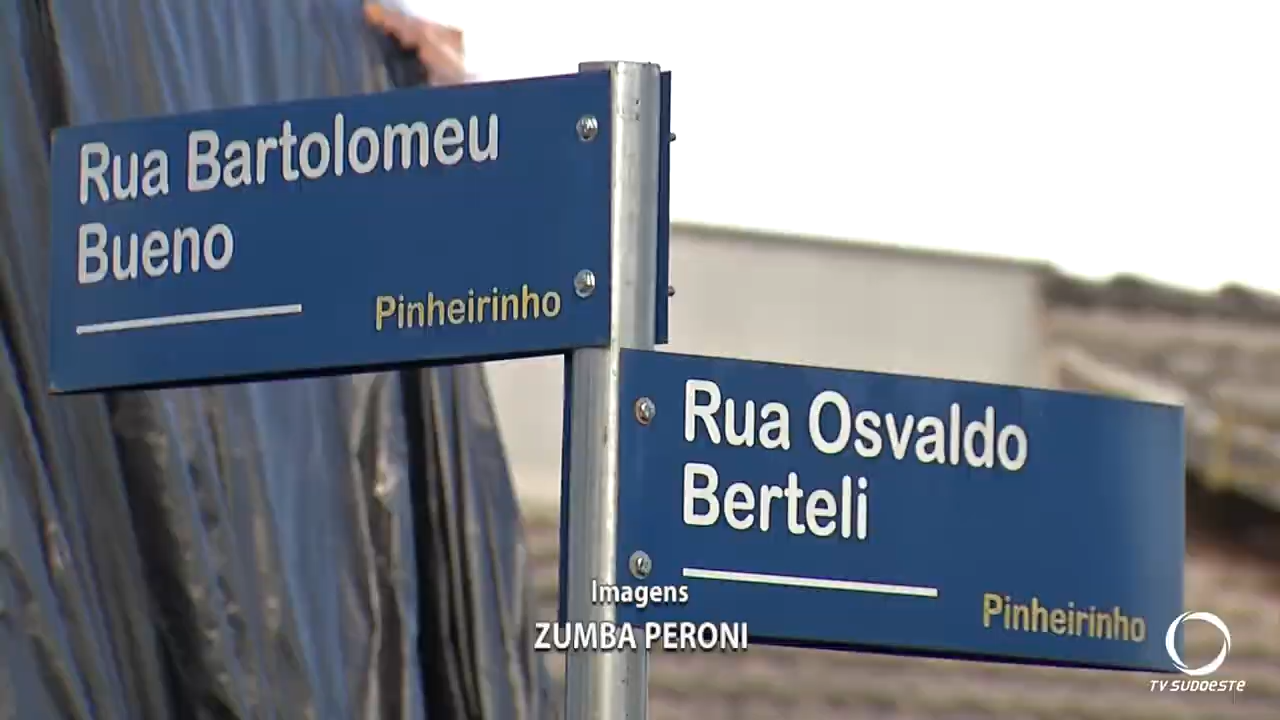 Rua Bartolomeu
Bueno
Pinheirinho
Rua Osvaldo
Berteli
Pinheirinho
Imagens
ZUMBA PERONI
TV SUDOESTE